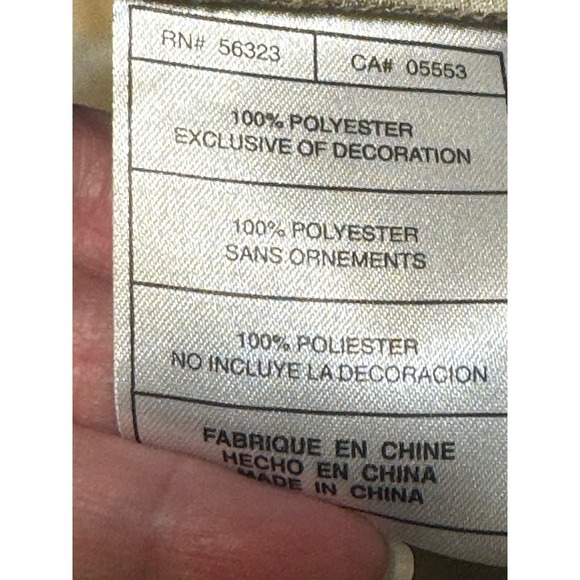 RN# 56323
CA# 05553
100% POLYESTER
EXCLUSIVE OF DECORATION
100% POLYESTER
SANS ORNEMENTS
100% POLIESTER
NO INCLUYE LA DECORACION
FABRIQUE EN CHINE
HECHO EN CHINA
MADE IN CHINA